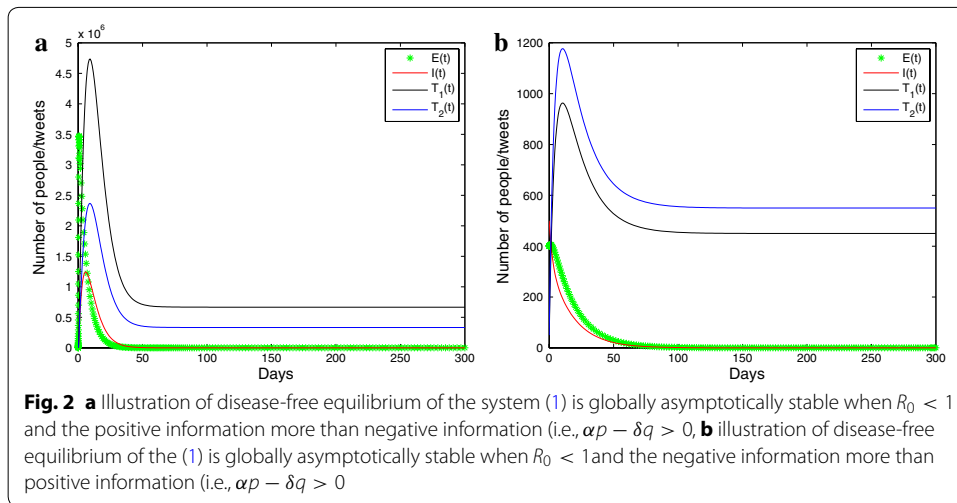 a
× 10⁶
5
4.5
4
3.5
3
2.5
2
1.5
1
0.5
0
Number of people/tweets
0 50 100 150 200 250 300
Days
E(t)
I(t)
T₁(t)
T₂(t)
b
1200
1000
800
600
400
200
0
Number of people/tweets
0 50 100 150 200 250 300
Days
E(t)
I(t)
T₁(t)
T₂(t)
Fig. 2 a Illustration of disease-free equilibrium of the system (1) is globally asymptotically stable when R₀ < 1
and the positive information more than negative information (i.e., αp − δq > 0, b illustration of disease-free
equilibrium of the (1) is globally asymptotically stable when R₀ < 1and the negative information more than
positive information (i.e., αp − δq > 0